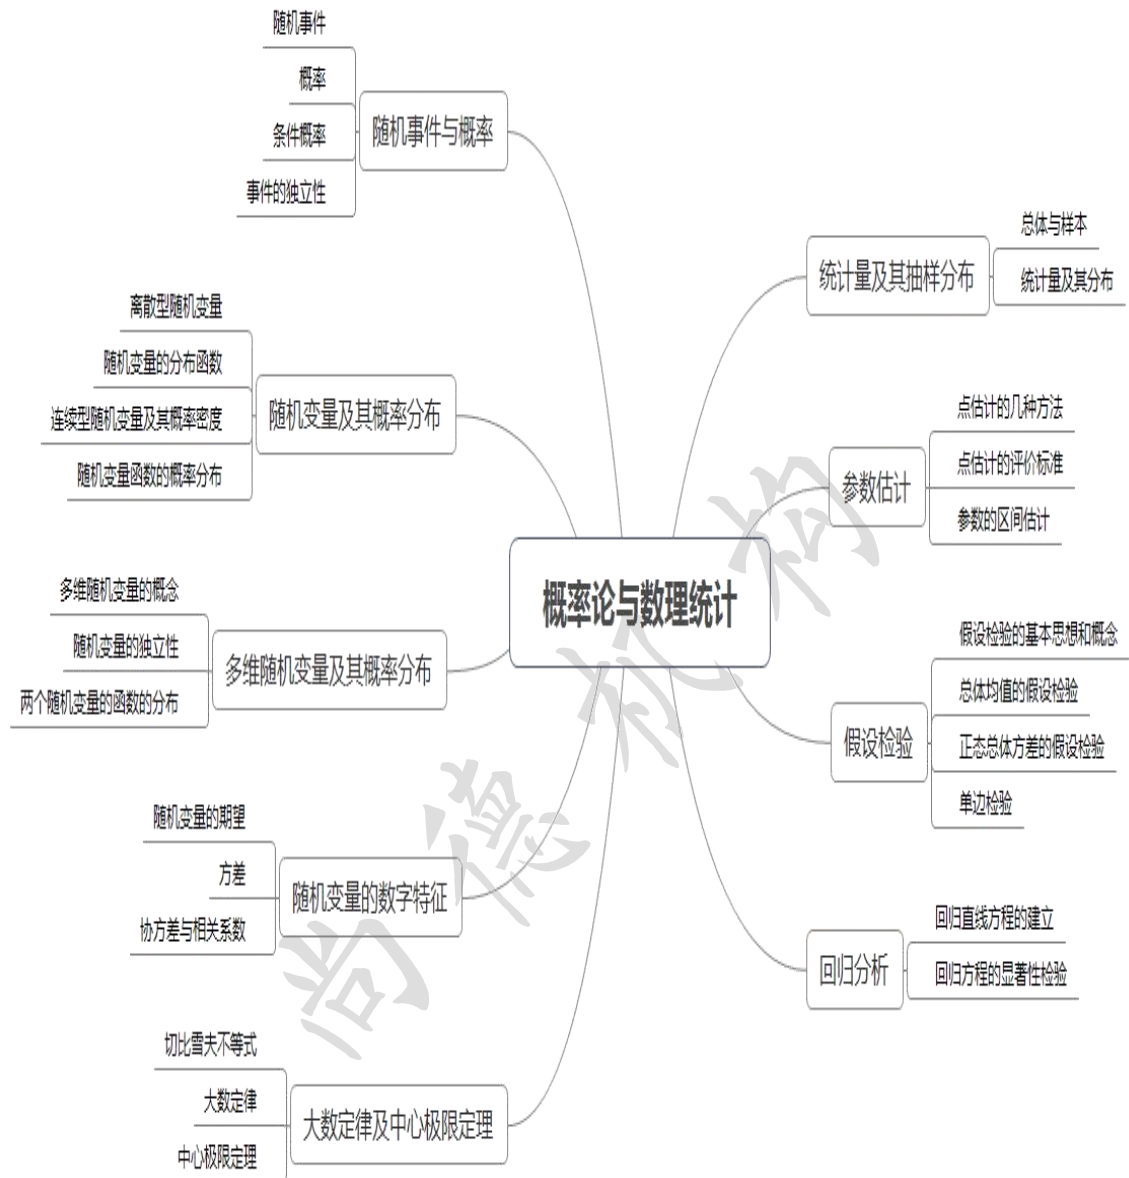 随机事件
概率
条件概率
事件的独立性
随机事件与概率
离散型随机变量
随机变量的分布函数
连续型随机变量及其概率密度
随机变量函数的概率分布
随机变量及其概率分布
多维随机变量的概念
随机变量的独立性
两个随机变量的函数的分布
多维随机变量及其概率分布
随机变量的期望
方差
协方差与相关系数
随机变量的数字特征
切比雪夫不等式
大数定律
中心极限定理
大数定律及中心极限定理
概率论与数理统计
统计量及其抽样分布
总体与样本
统计量及其分布
参数估计
点估计的几种方法
点估计的评价标准
参数的区间估计
假设检验
假设检验的基本思想和概念
总体均值的假设检验
正态总体方差的假设检验
单边检验
回归分析
回归直线方程的建立
回归方程的显著性检验
尚德机构